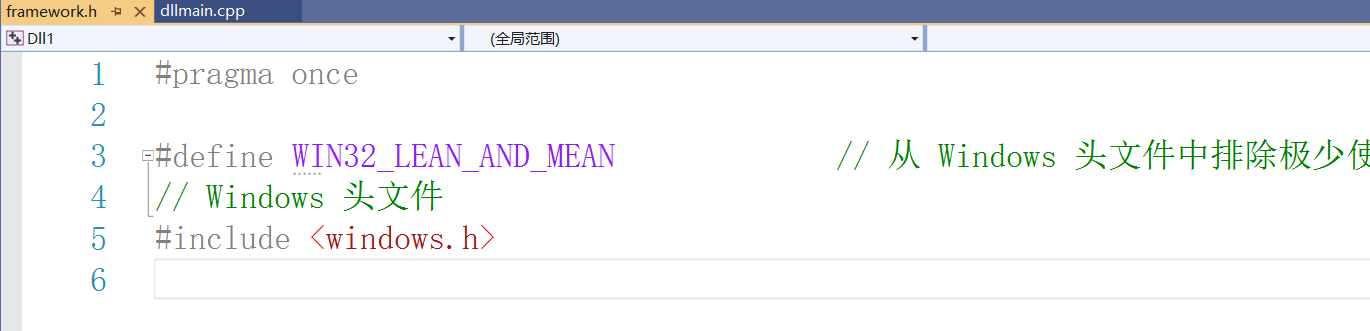 framework.h dllmain.cpp
Dll1 (全局范围)
1 #pragma once
2
3 #define WIN32_LEAN_AND_MEAN // 从 Windows 头文件中排除极少使
4 // Windows 头文件
5 #include <windows.h>
6